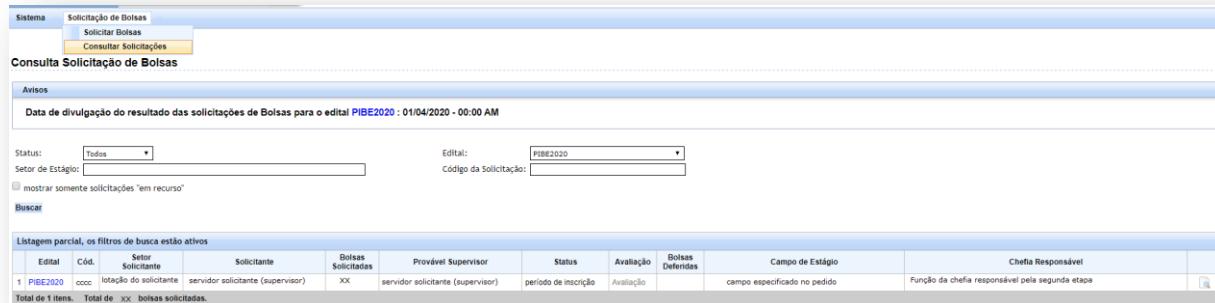 Sistema Solicitação de Bolsas
Solicitar Bolsas
Consultar Solicitações
Consulta Solicitação de Bolsas
Avisos
Data de divulgação do resultado das solicitações de Bolsas para o edital PIBE2020 : 01/04/2020 - 00:00 AM
Status: Todos Edital: PIBE2020
Setor de Estágio: Código da Solicitação:
mostrar somente solicitações "em recurso"
Buscar
Listagem parcial, os filtros de busca estão ativos
Edital Cód. Setor Solicitante Solicitante Bolsas Solicitadas Provável Supervisor Status Avaliação Bolsas Deferidas Campo de Estágio Chefia Responsável
1 PIBE2020 cccc lotação do solicitante servidor solicitante (supervisor) XX servidor solicitante (supervisor) período de inscrição Avaliação campo especificado no pedido Função da chefia responsável pela segunda etapa
Total de 1 itens. Total de xx bolsas solicitadas.